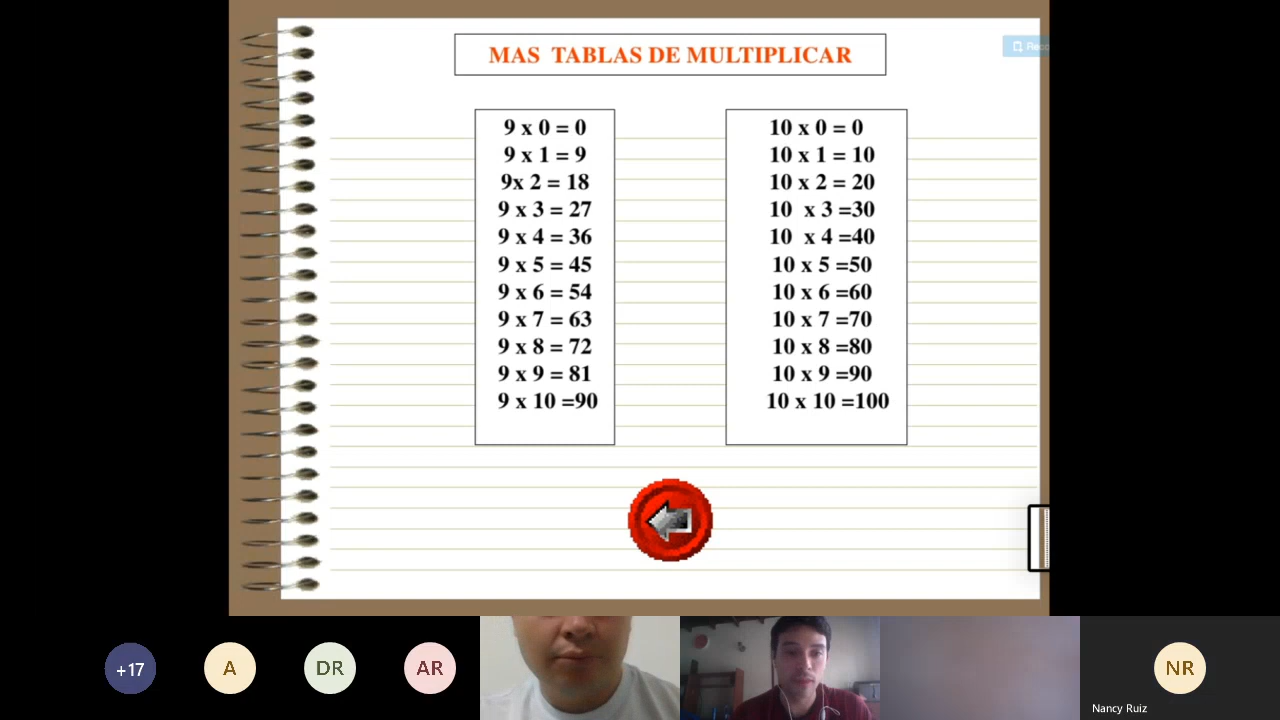 MAS TABLAS DE MULTIPLICAR
9 x 0 = 0
9 x 1 = 9
9x 2 = 18
9 x 3 = 27
9 x 4 = 36
9 x 5 = 45
9 x 6 = 54
9 x 7 = 63
9 x 8 = 72
9 x 9 = 81
9 x 10 =90
10 x 0 = 0
10 x 1 = 10
10 x 2 = 20
10 x 3 =30
10 x 4 =40
10 x 5 =50
10 x 6 =60
10 x 7 =70
10 x 8 =80
10 x 9 =90
10 x 10 =100
+17
A
DR
AR
NR
Nancy Ruiz